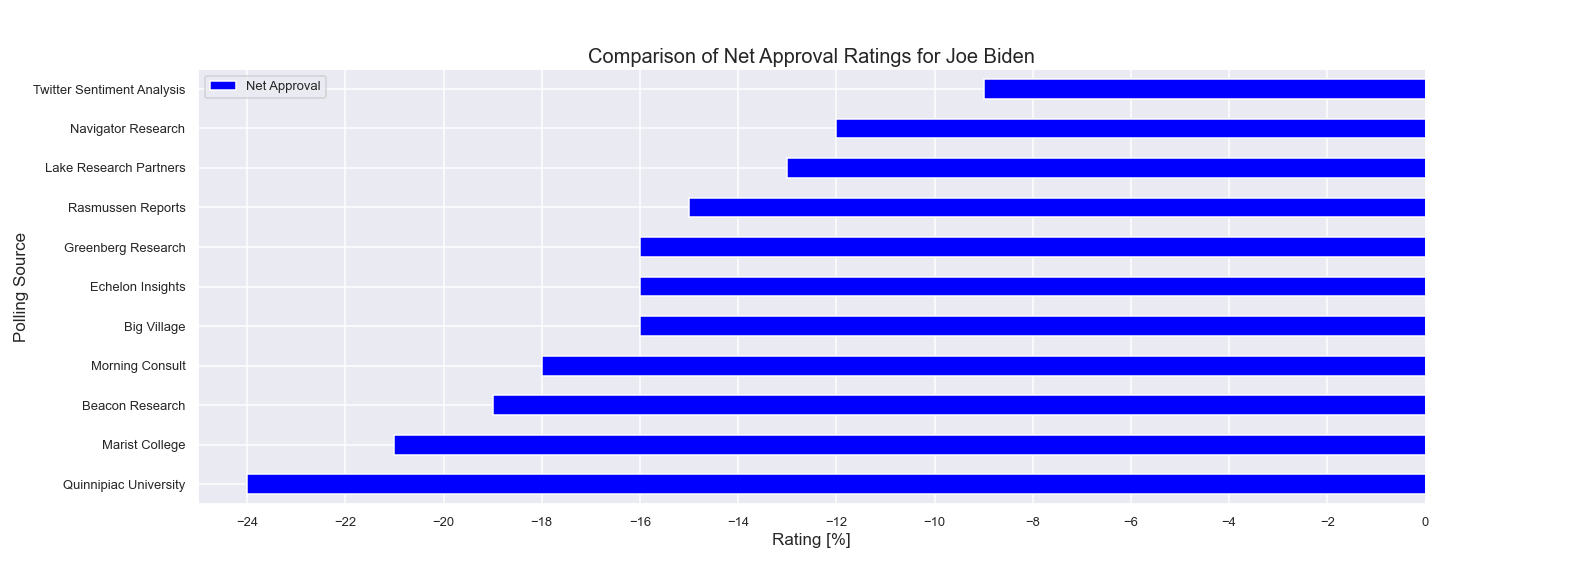 Comparison of Net Approval Ratings for Joe Biden
Net Approval
Polling Source
Twitter Sentiment Analysis
Navigator Research
Lake Research Partners
Rasmussen Reports
Greenberg Research
Echelon Insights
Big Village
Morning Consult
Beacon Research
Marist College
Quinnipiac University
−24 −22 −20 −18 −16 −14 −12 −10 −8 −6 −4 −2 0
Rating [%]